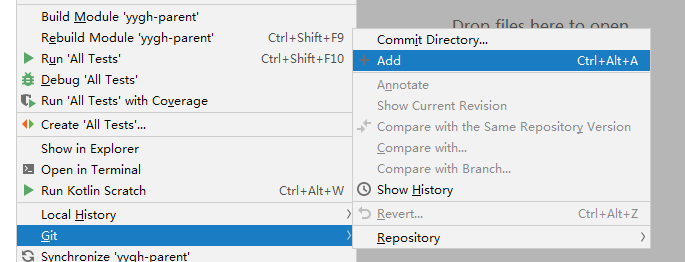 Drop files here to open
Build Module 'yygh-parent'
Rebuild Module 'yygh-parent' Ctrl+Shift+F9
Run 'All Tests' Ctrl+Shift+F10
Debug 'All Tests'
Run 'All Tests' with Coverage
Create 'All Tests'...
Show in Explorer
Open in Terminal
Run Kotlin Scratch Ctrl+Alt+W
Local History
Git
Synchronize 'yygh-parent'
Commit Directory...
Add Ctrl+Alt+A
Annotate
Show Current Revision
Compare with the Same Repository Version
Compare with...
Compare with Branch...
Show History
Revert... Ctrl+Alt+Z
Repository